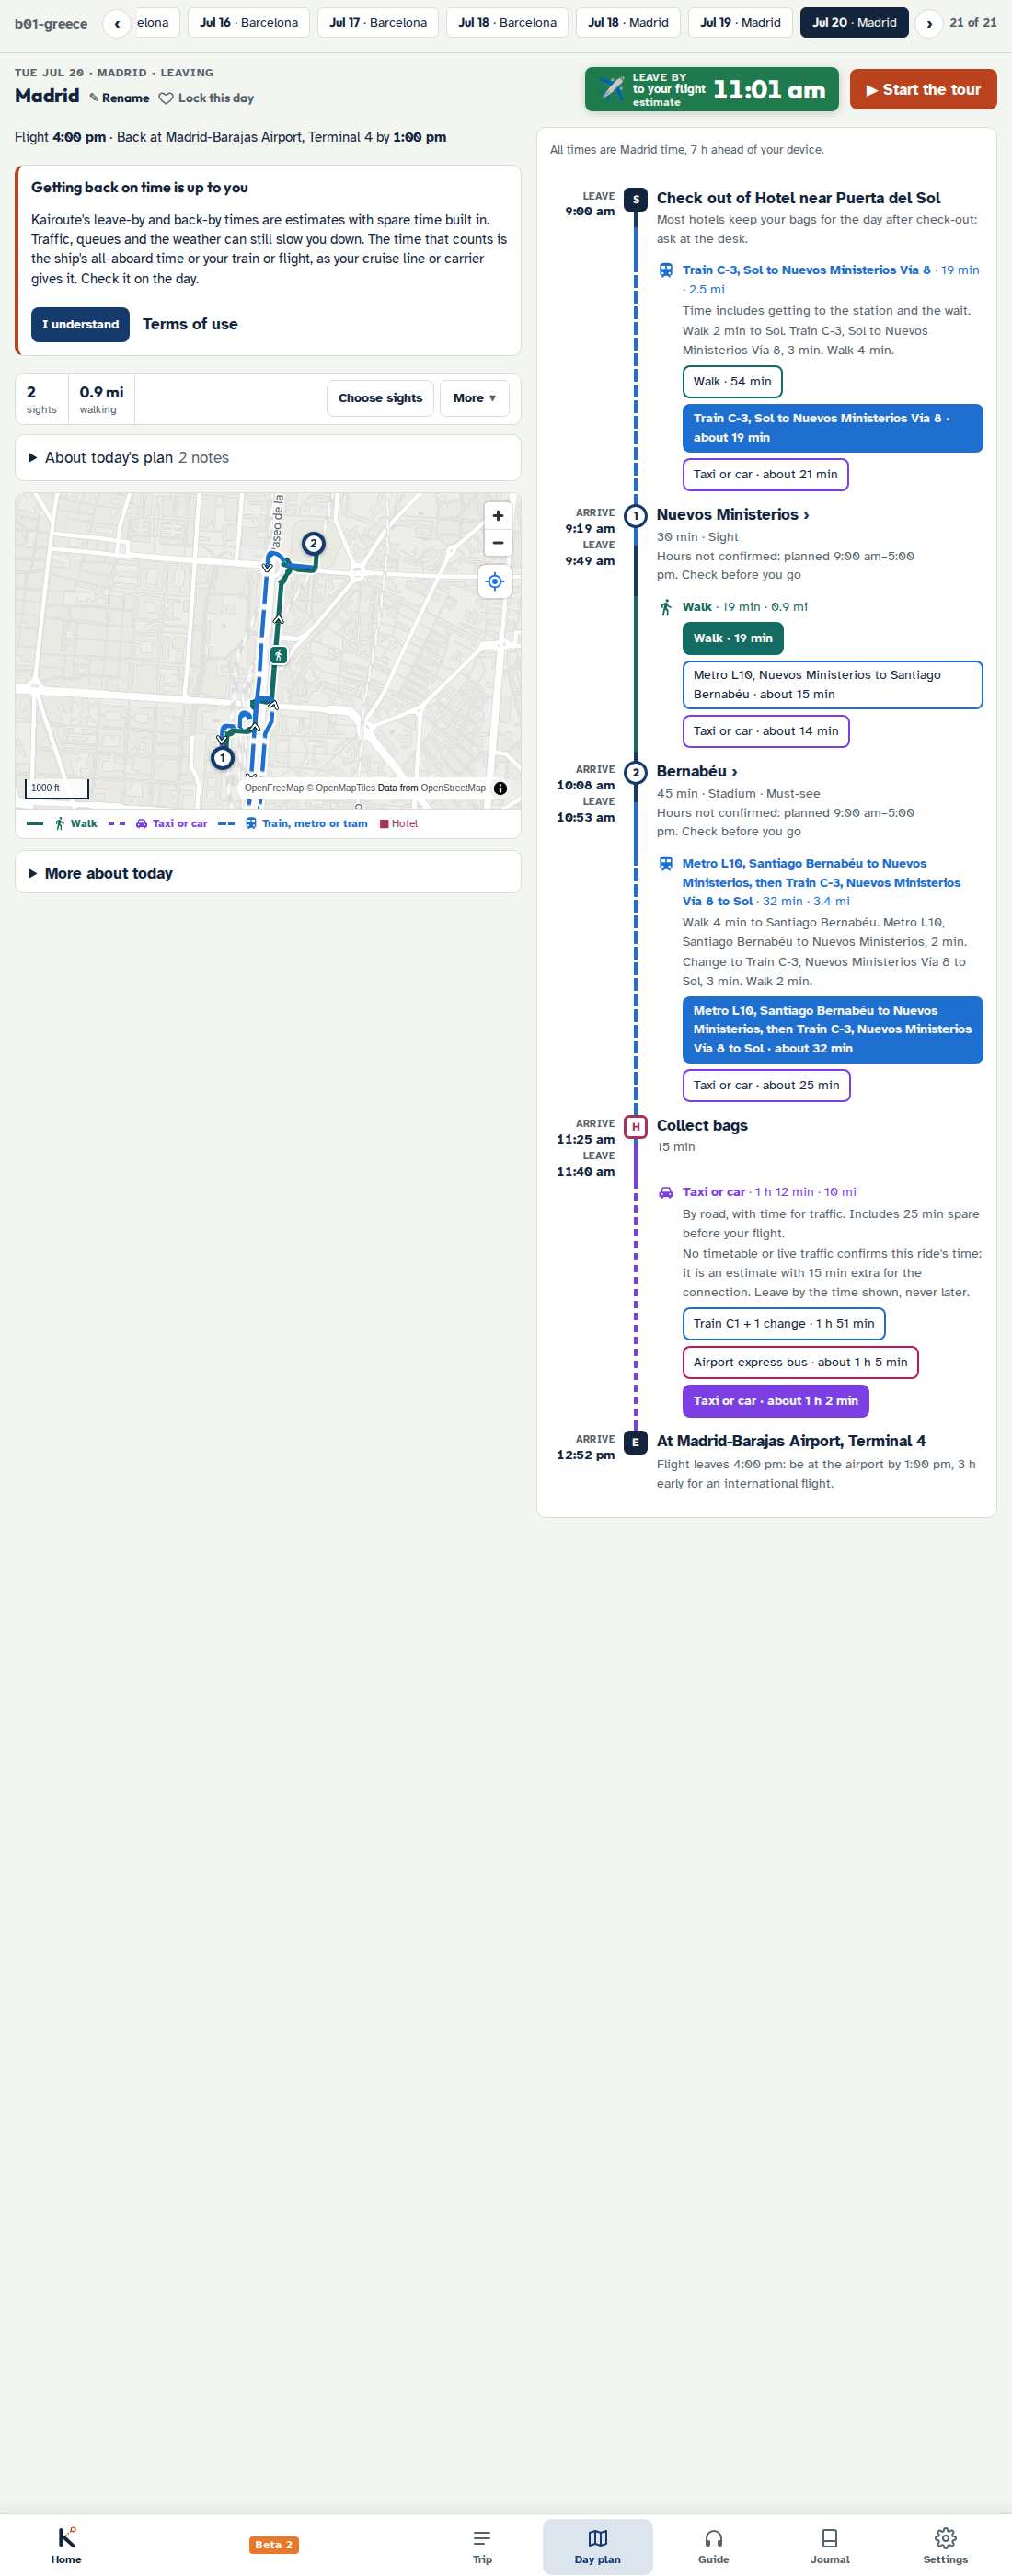 b01-greece
‹
elona
Jul 16 · Barcelona
Jul 17 · Barcelona
Jul 18 · Barcelona
Jul 18 · Madrid
Jul 19 · Madrid
Jul 20 · Madrid
›
21 of 21
TUE JUL 20 · MADRID · LEAVING
Madrid ✎ Rename Lock this day
LEAVE BY
to your flight
estimate
11:01 am
▶ Start the tour
Flight 4:00 pm · Back at Madrid-Barajas Airport, Terminal 4 by 1:00 pm
Getting back on time is up to you
Kairoute's leave-by and back-by times are estimates with spare time built in.
Traffic, queues and the weather can still slow you down. The time that counts is
the ship's all-aboard time or your train or flight, as your cruise line or carrier
gives it. Check it on the day.
I understand
Terms of use
2
sights
0.9 mi
walking
Choose sights
More ▼
▶ About today's plan 2 notes
aseo de la
2
1
+
−
1000 ft
OpenFreeMap © OpenMapTiles Data from OpenStreetMap
Walk
Taxi or car
Train, metro or tram
Hotel
▶ More about today
All times are Madrid time, 7 h ahead of your device.
LEAVE
9:00 am
S
Check out of Hotel near Puerta del Sol
Most hotels keep your bags for the day after check-out:
ask at the desk.
Train C-3, Sol to Nuevos Ministerios Vía 8 · 19 min
· 2.5 mi
Time includes getting to the station and the wait.
Walk 2 min to Sol. Train C-3, Sol to Nuevos
Ministerios Vía 8, 3 min. Walk 4 min.
Walk · 54 min
Train C-3, Sol to Nuevos Ministerios Vía 8 ·
about 19 min
Taxi or car · about 21 min
ARRIVE
9:19 am
LEAVE
9:49 am
1
Nuevos Ministerios ›
30 min · Sight
Hours not confirmed: planned 9:00 am–5:00
pm. Check before you go
Walk · 19 min · 0.9 mi
Walk · 19 min
Metro L10, Nuevos Ministerios to Santiago
Bernabéu · about 15 min
Taxi or car · about 14 min
ARRIVE
10:08 am
LEAVE
10:53 am
2
Bernabéu ›
45 min · Stadium · Must-see
Hours not confirmed: planned 9:00 am–5:00
pm. Check before you go
Metro L10, Santiago Bernabéu to Nuevos
Ministerios, then Train C-3, Nuevos Ministerios
Vía 8 to Sol · 32 min · 3.4 mi
Walk 4 min to Santiago Bernabéu. Metro L10,
Santiago Bernabéu to Nuevos Ministerios, 2 min.
Change to Train C-3, Nuevos Ministerios Vía 8 to
Sol, 3 min. Walk 2 min.
Metro L10, Santiago Bernabéu to Nuevos
Ministerios, then Train C-3, Nuevos Ministerios
Vía 8 to Sol · about 32 min
Taxi or car · about 25 min
ARRIVE
11:25 am
LEAVE
11:40 am
H
Collect bags
15 min
Taxi or car · 1 h 12 min · 10 mi
By road, with time for traffic. Includes 25 min spare
before your flight.
No timetable or live traffic confirms this ride's time:
it is an estimate with 15 min extra for the
connection. Leave by the time shown, never later.
Train C1 + 1 change · 1 h 51 min
Airport express bus · about 1 h 5 min
Taxi or car · about 1 h 2 min
ARRIVE
12:52 pm
E
At Madrid-Barajas Airport, Terminal 4
Flight leaves 4:00 pm: be at the airport by 1:00 pm, 3 h
early for an international flight.
Home
Beta 2
Trip
Day plan
Guide
Journal
Settings